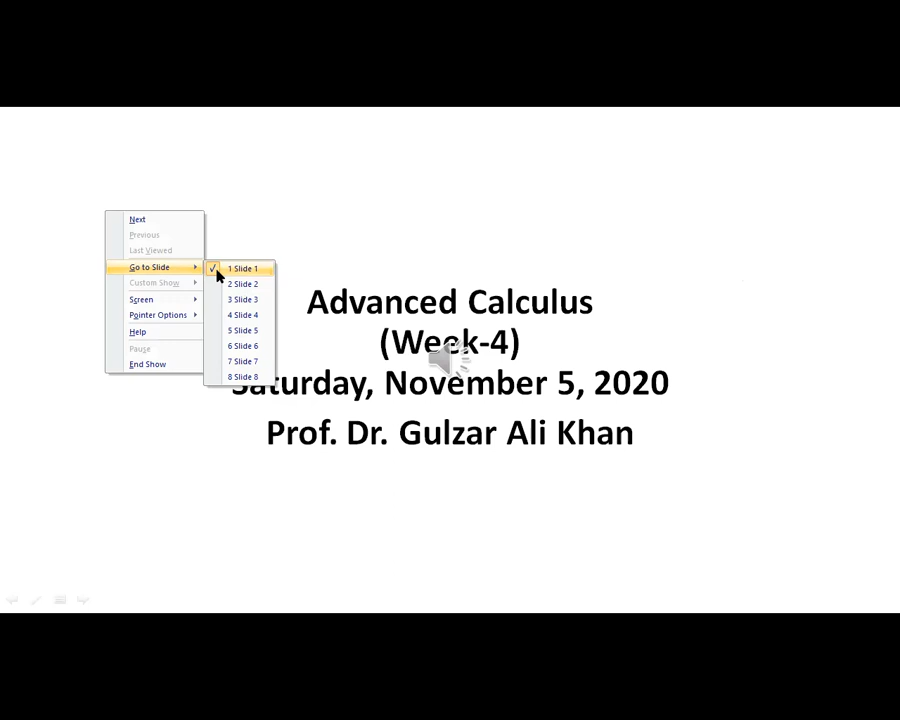 Next
Previous
Last Viewed
Go to Slide
Custom Show
Screen
Pointer Options
Help
Pause
End Show
1 Slide 1
2 Slide 2
3 Slide 3
4 Slide 4
5 Slide 5
6 Slide 6
7 Slide 7
8 Slide 8
Advanced Calculus
(Week-4)
Saturday, November 5, 2020
Prof. Dr. Gulzar Ali Khan